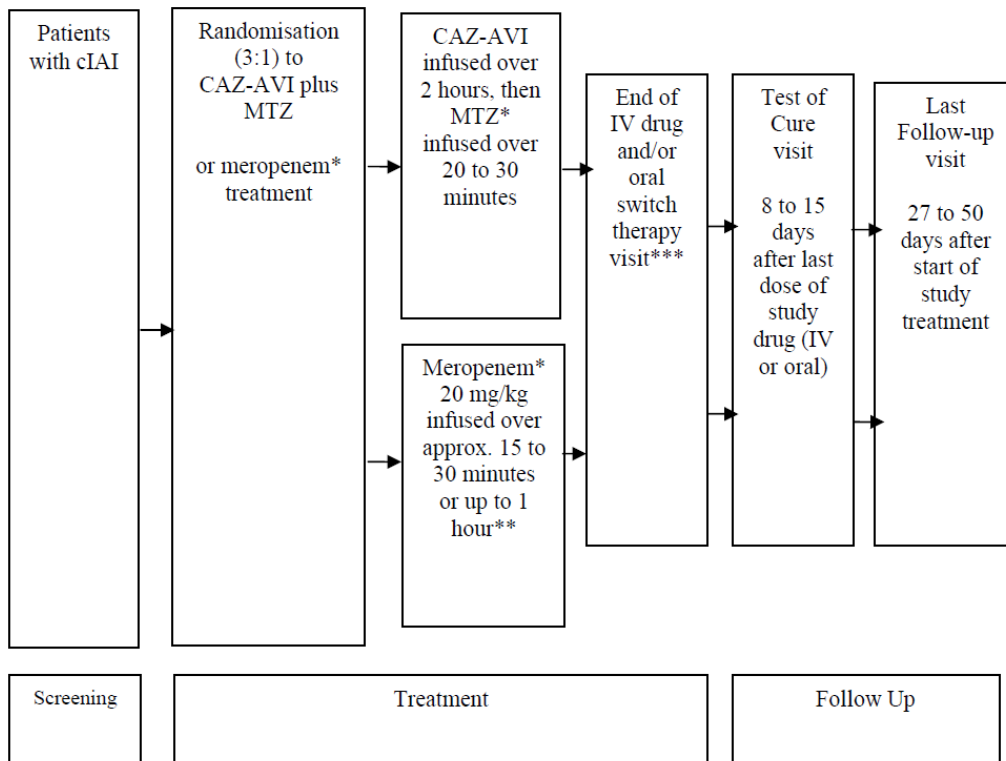 Patients
with cIAI
Randomisation
(3:1) to
CAZ-AVI plus
MTZ
or meropenem*
treatment
CAZ-AVI
infused over
2 hours, then
MTZ*
infused over
20 to 30
minutes
Meropenem*
20 mg/kg
infused over
approx. 15 to
30 minutes
or up to 1
hour**
End of
IV drug
and/or
oral
switch
therapy
visit***
Test of
Cure
visit
8 to 15
days
after last
dose of
study
drug (IV
or oral)
Last
Follow-up
visit
27 to 50
days after
start of
study
treatment
Screening
Treatment
Follow Up